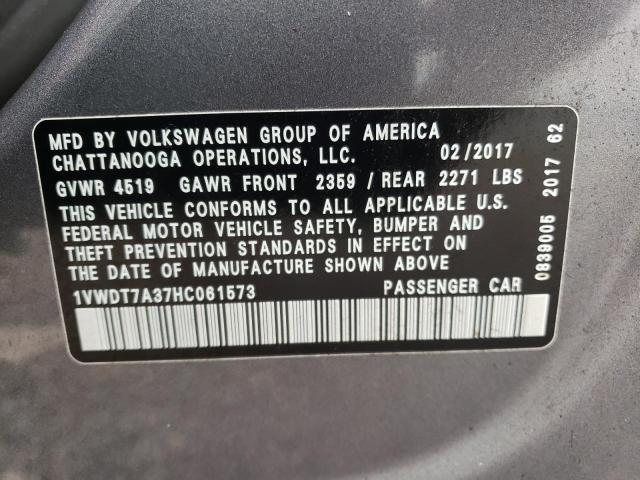 MFD BY VOLKSWAGEN GROUP OF AMERICA
CHATTANOOGA OPERATIONS, LLC. 02/2017
GVWR 4519 GAWR FRONT 2359 / REAR 2271 LBS
THIS VEHICLE CONFORMS TO ALL APPLICABLE U.S.
FEDERAL MOTOR VEHICLE SAFETY, BUMPER AND
THEFT PREVENTION STANDARDS IN EFFECT ON
THE DATE OF MANUFACTURE SHOWN ABOVE.
1VWDT7A37HC061573 PASSENGER CAR
0839005 2017 62